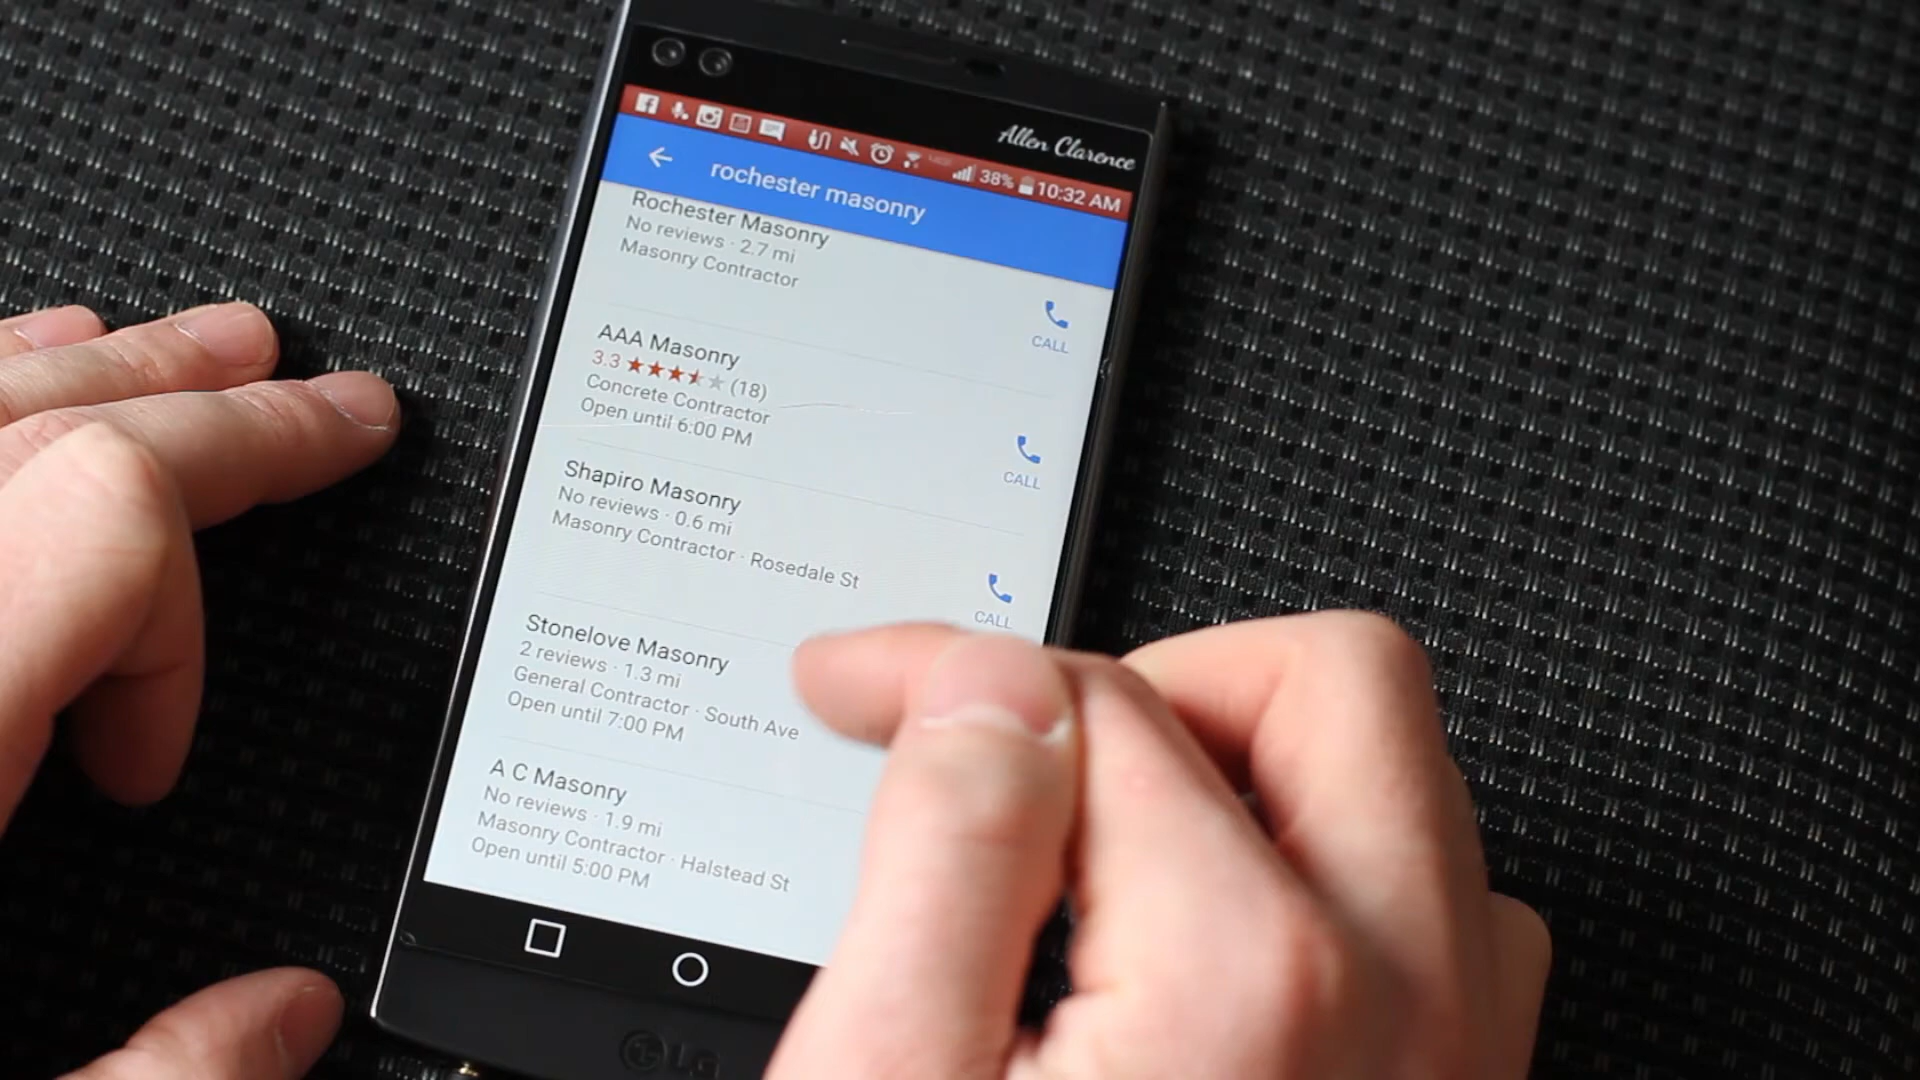 Allen Clarence
38% 10:32 AM
rochester masonry
Rochester Masonry
No reviews · 2.7 mi
Masonry Contractor
CALL
AAA Masonry
3.3 ★★★★★ (18)
Concrete Contractor
Open until 6:00 PM
CALL
Shapiro Masonry
No reviews · 0.6 mi
Masonry Contractor · Rosedale St
CALL
Stonelove Masonry
2 reviews · 1.3 mi
General Contractor · South Ave
Open until 7:00 PM
A C Masonry
No reviews · 1.9 mi
Masonry Contractor · Halstead St
Open until 5:00 PM
LG